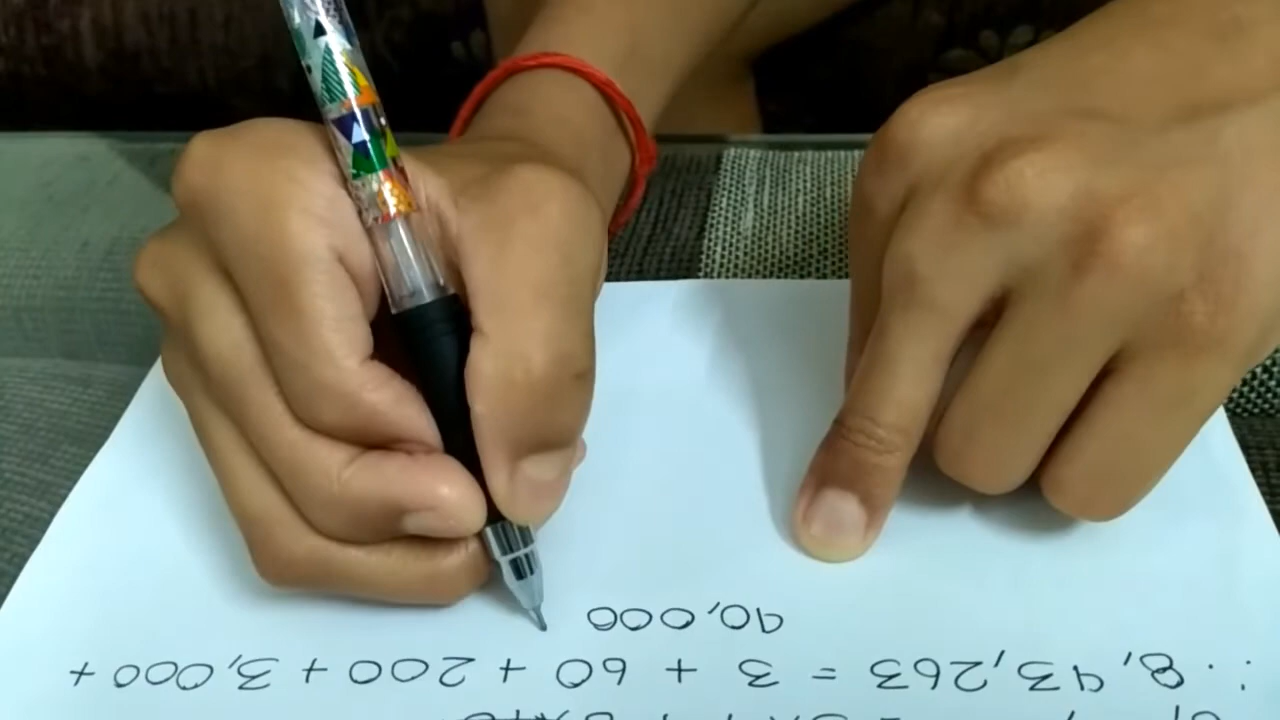 ∴ 8,43,263 = 3 + 60 + 200 + 3,000 +
40,000